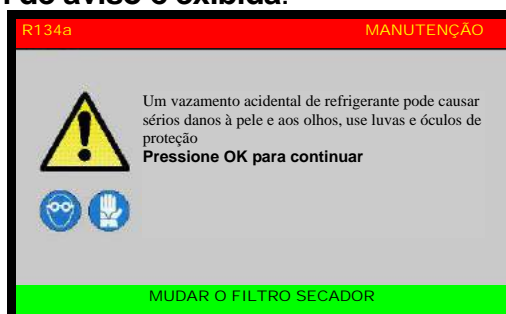 de aviso é exibida.
R134a MANUTENÇÃO
Um vazamento acidental de refrigerante pode causar
sérios danos à pele e aos olhos, use luvas e óculos de
proteção
Pressione OK para continuar
MUDAR O FILTRO SECADOR